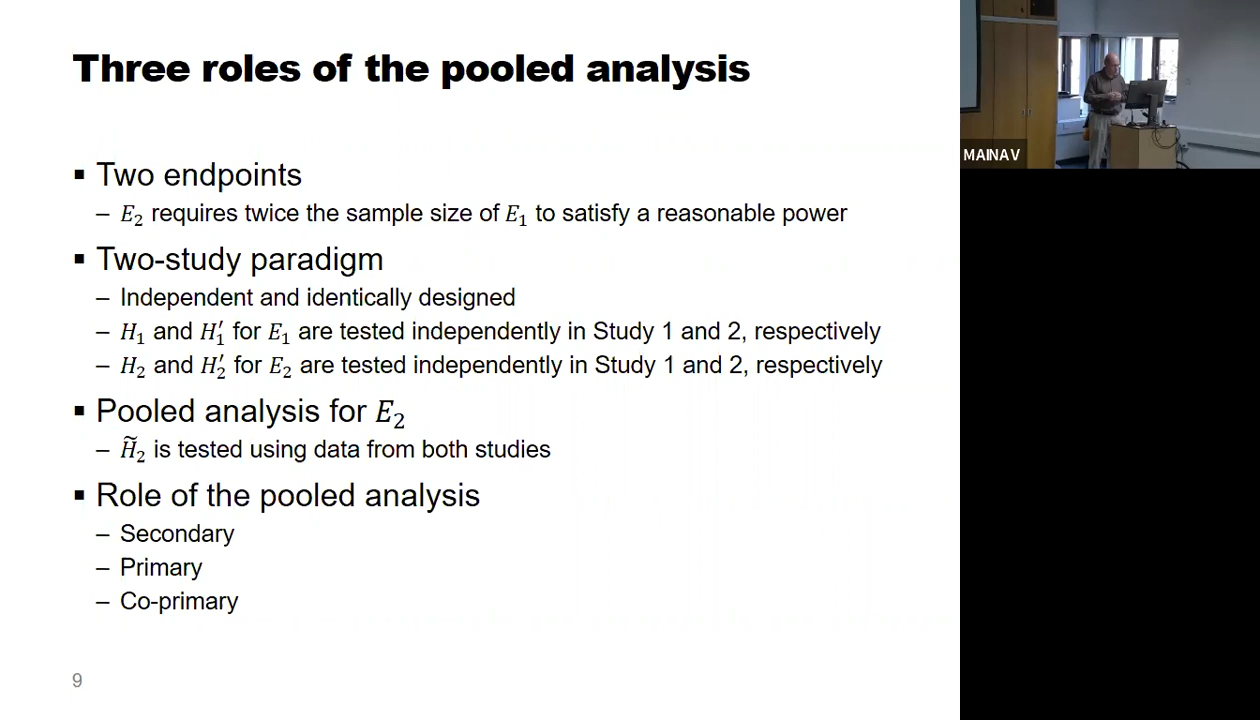 Three roles of the pooled analysis
▪ Two endpoints
– E₂ requires twice the sample size of E₁ to satisfy a reasonable power
▪ Two-study paradigm
– Independent and identically designed
– H₁ and H₁′ for E₁ are tested independently in Study 1 and 2, respectively
– H₂ and H₂′ for E₂ are tested independently in Study 1 and 2, respectively
▪ Pooled analysis for E₂
– H̃₂ is tested using data from both studies
▪ Role of the pooled analysis
– Secondary
– Primary
– Co-primary
9
MAIN AV